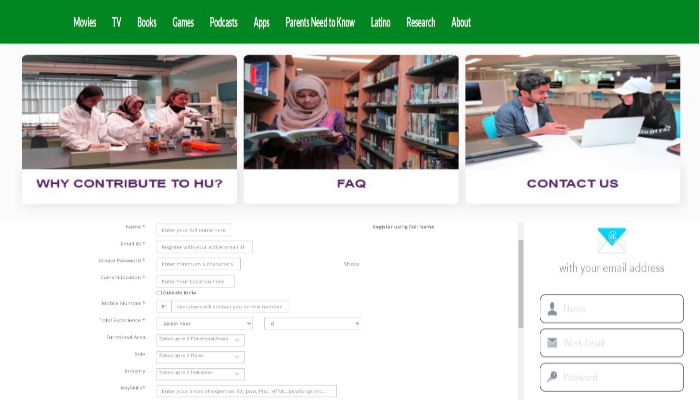 Movies TV Books Games Podcasts Apps Parents Need to Know Latino Research About
WHY CONTRIBUTE TO HU? FAQ CONTACT US
Name * Enter your full name here Register using Full Name
Email ID * Register with your active email id
Create Password * Enter minimum 6 characters Show
Current Location * Enter Your Location here
Outside India
Mobile Number * 91 Recruiters will contact you on this number
Total Experience * Select Year 0
Functional Area Select upto 2 Functional Areas
Role Select upto 2 Roles
Industry Select upto 2 Industries
KeySkills* Enter your areas of expertise. EX: Java, Php, HTML, JavaScript etc...
@
with your email address
Name
Work Email
Password